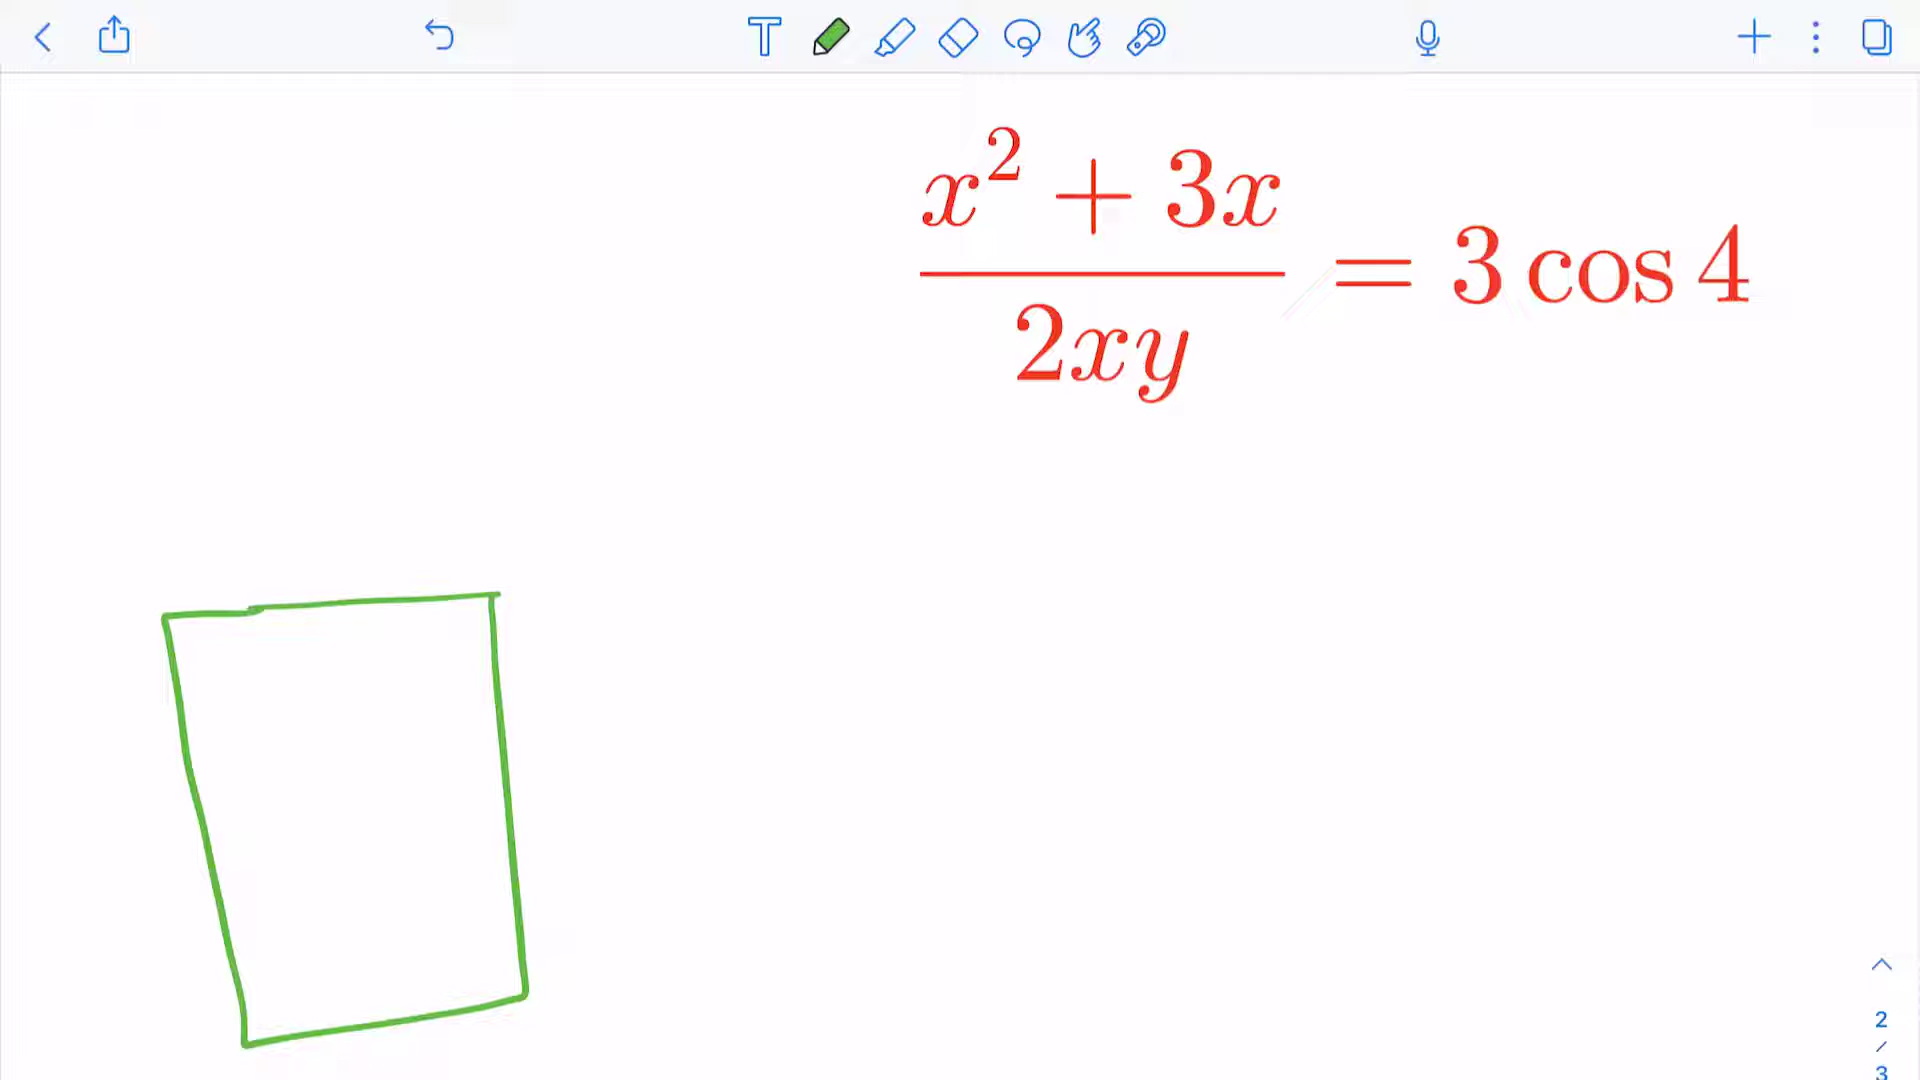 x² + 3x / 2xy = 3 cos 4
2
/
3